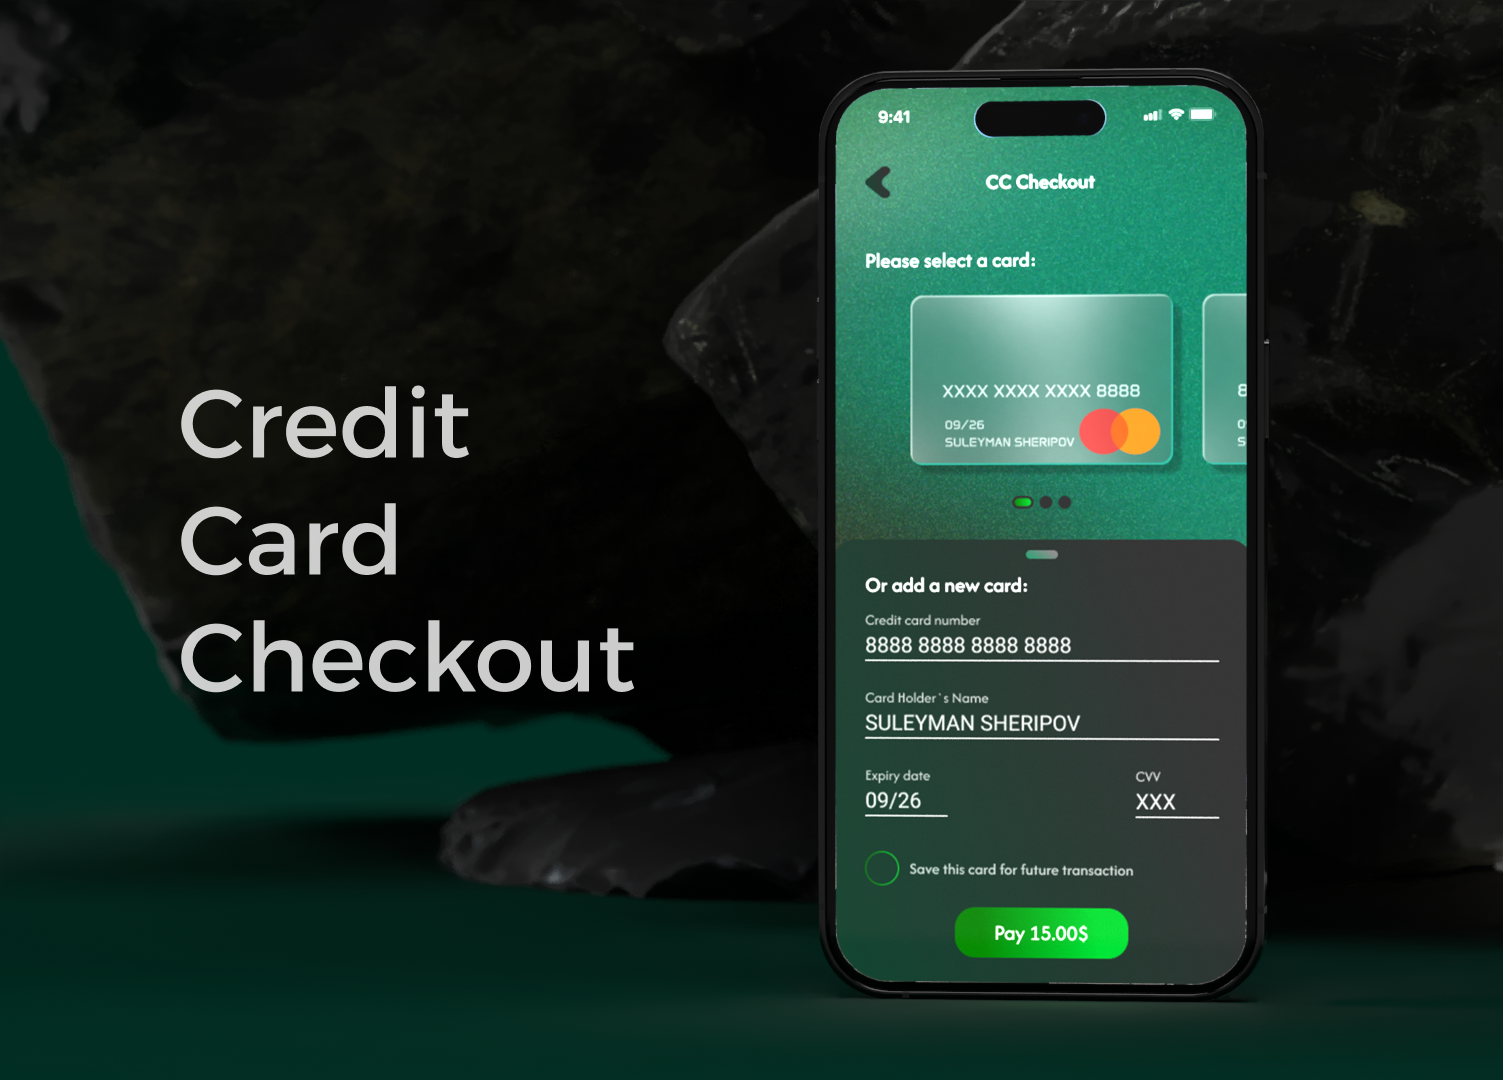 Credit
Card
Checkout
9:41
CC Checkout
Please select a card:
XXXX XXXX XXXX 8888
09/26
SULEYMAN SHERIPOV
8
0
S
Or add a new card:
Credit card number
8888 8888 8888 8888
Card Holder`s Name
SULEYMAN SHERIPOV
Expiry date
CVV
09/26
XXX
Save this card for future transaction
Pay 15.00$